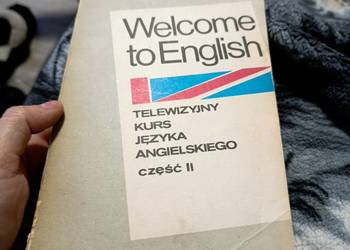 Welcome
to English
TELEWIZYJNY
KURS
JĘZYKA
ANGIELSKIEGO
część II